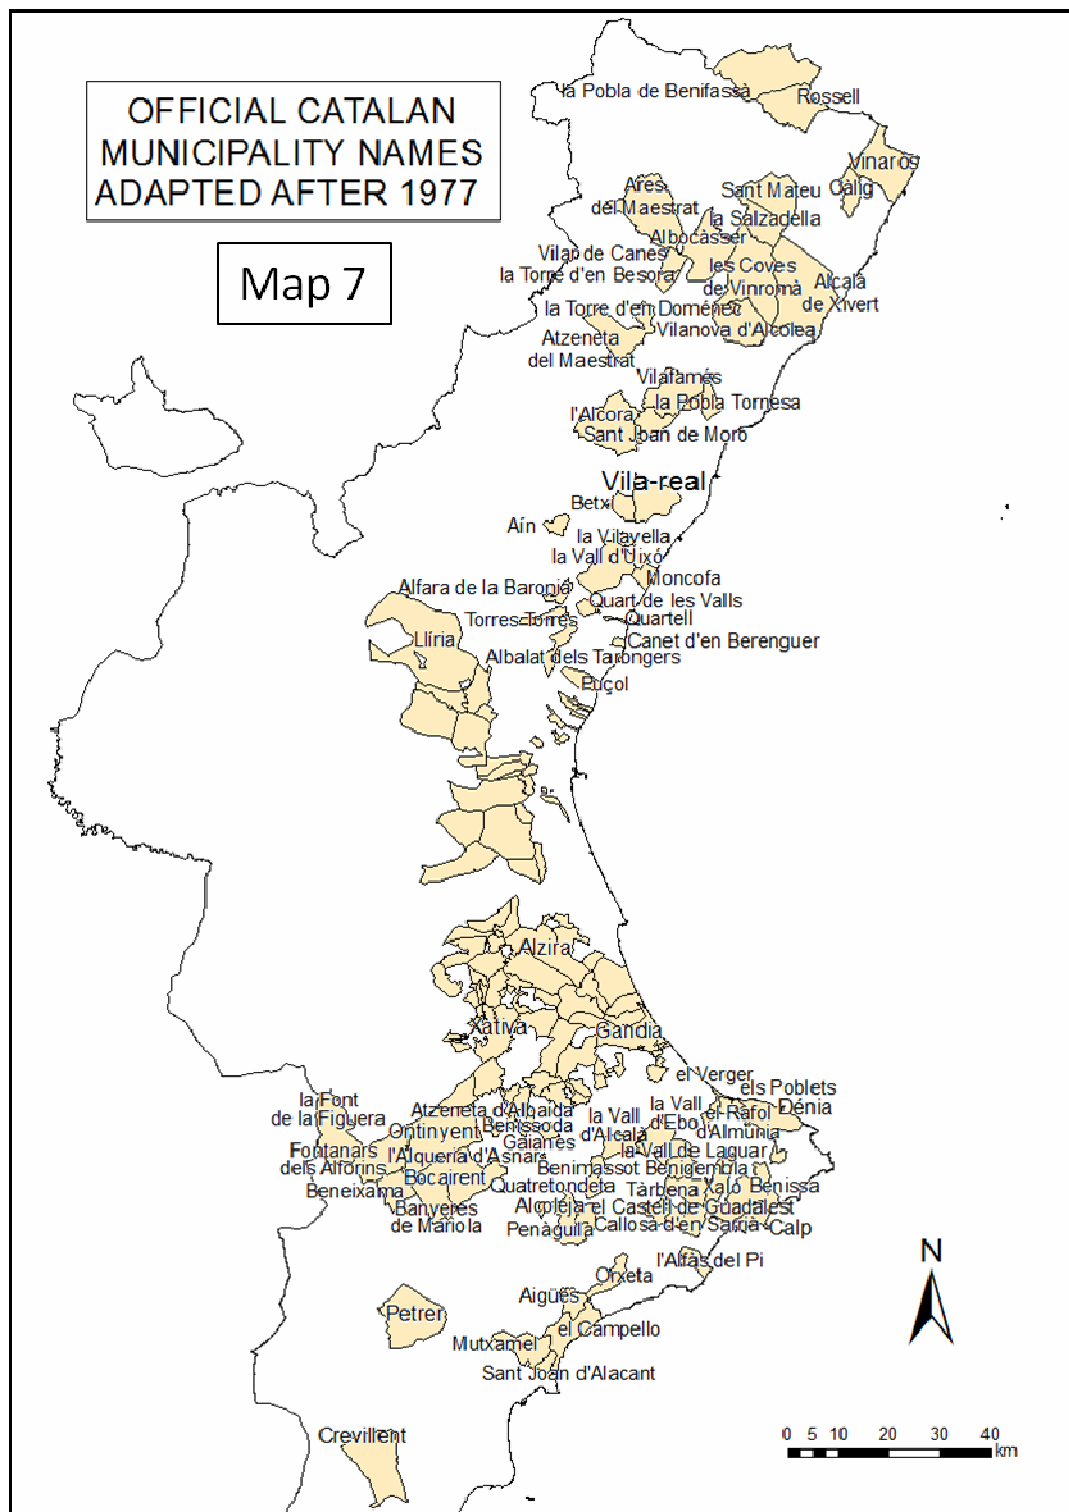 OFFICIAL CATALAN
MUNICIPALITY NAMES
ADAPTED AFTER 1977
Map 7
la Pobla de Benifassà
Rossell
Vinaròs
Càlig
Sant Mateu
Ares
del Maestrat
la Salzadella
Albocàsser
Vilar de Canes
la Torre d'en Besora
les Coves
de Vinromà
Alcalà
de Xivert
la Torre d'en Doménec
Vilanova d'Alcolea
Atzeneta
del Maestrat
Vilafamés
la Pobla Tornesa
l'Alcora
Sant Joan de Moró
Vila-real
Betxí
Aín
la Vilavella
la Vall d'Uixó
Moncofa
Alfara de la Baronia
Quart de les Valls
Torres-Torres
Quartell
Llíria
Canet d'en Berenguer
Albalat dels Tarongers
Puçol
Alzira
Xàtiva
Gandia
el Verger
els Poblets
la Font
de la Figuera
Atzeneta d'Albaida
la Vall
d'Ebo
el Ràfol
d'Almúnia
Dénia
Ontinyent
Benissoda
Gaianes
la Vall
d'Alcalà
Fontanars
dels Alforins
l'Alqueria d'Asnar
la Vall de Laguar
Beneixama
Bocairent
Benimassot
Benigembla
Quatretondeta
Tàrbena
Xaló
Benissa
Banyeres
de Mariola
Alcoleja
el Castell de Guadalest
Penàguila
Callosa d'en Sarrià
Calp
l'Alfàs del Pi
Orxeta
Aigües
Petrer
el Campello
Mutxamel
Sant Joan d'Alacant
Crevillent
N
0 5 10 20 30 40
km